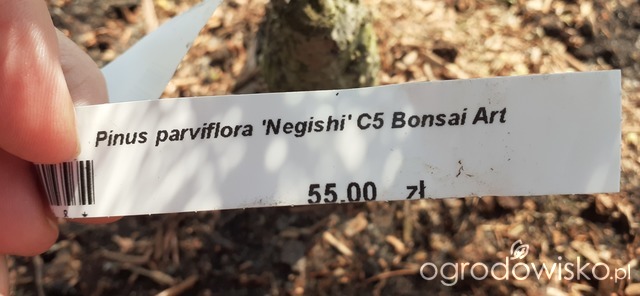 Pinus parviflora 'Negishi' C5 Bonsai Art
55.00 zł
ogrodowisko.pl